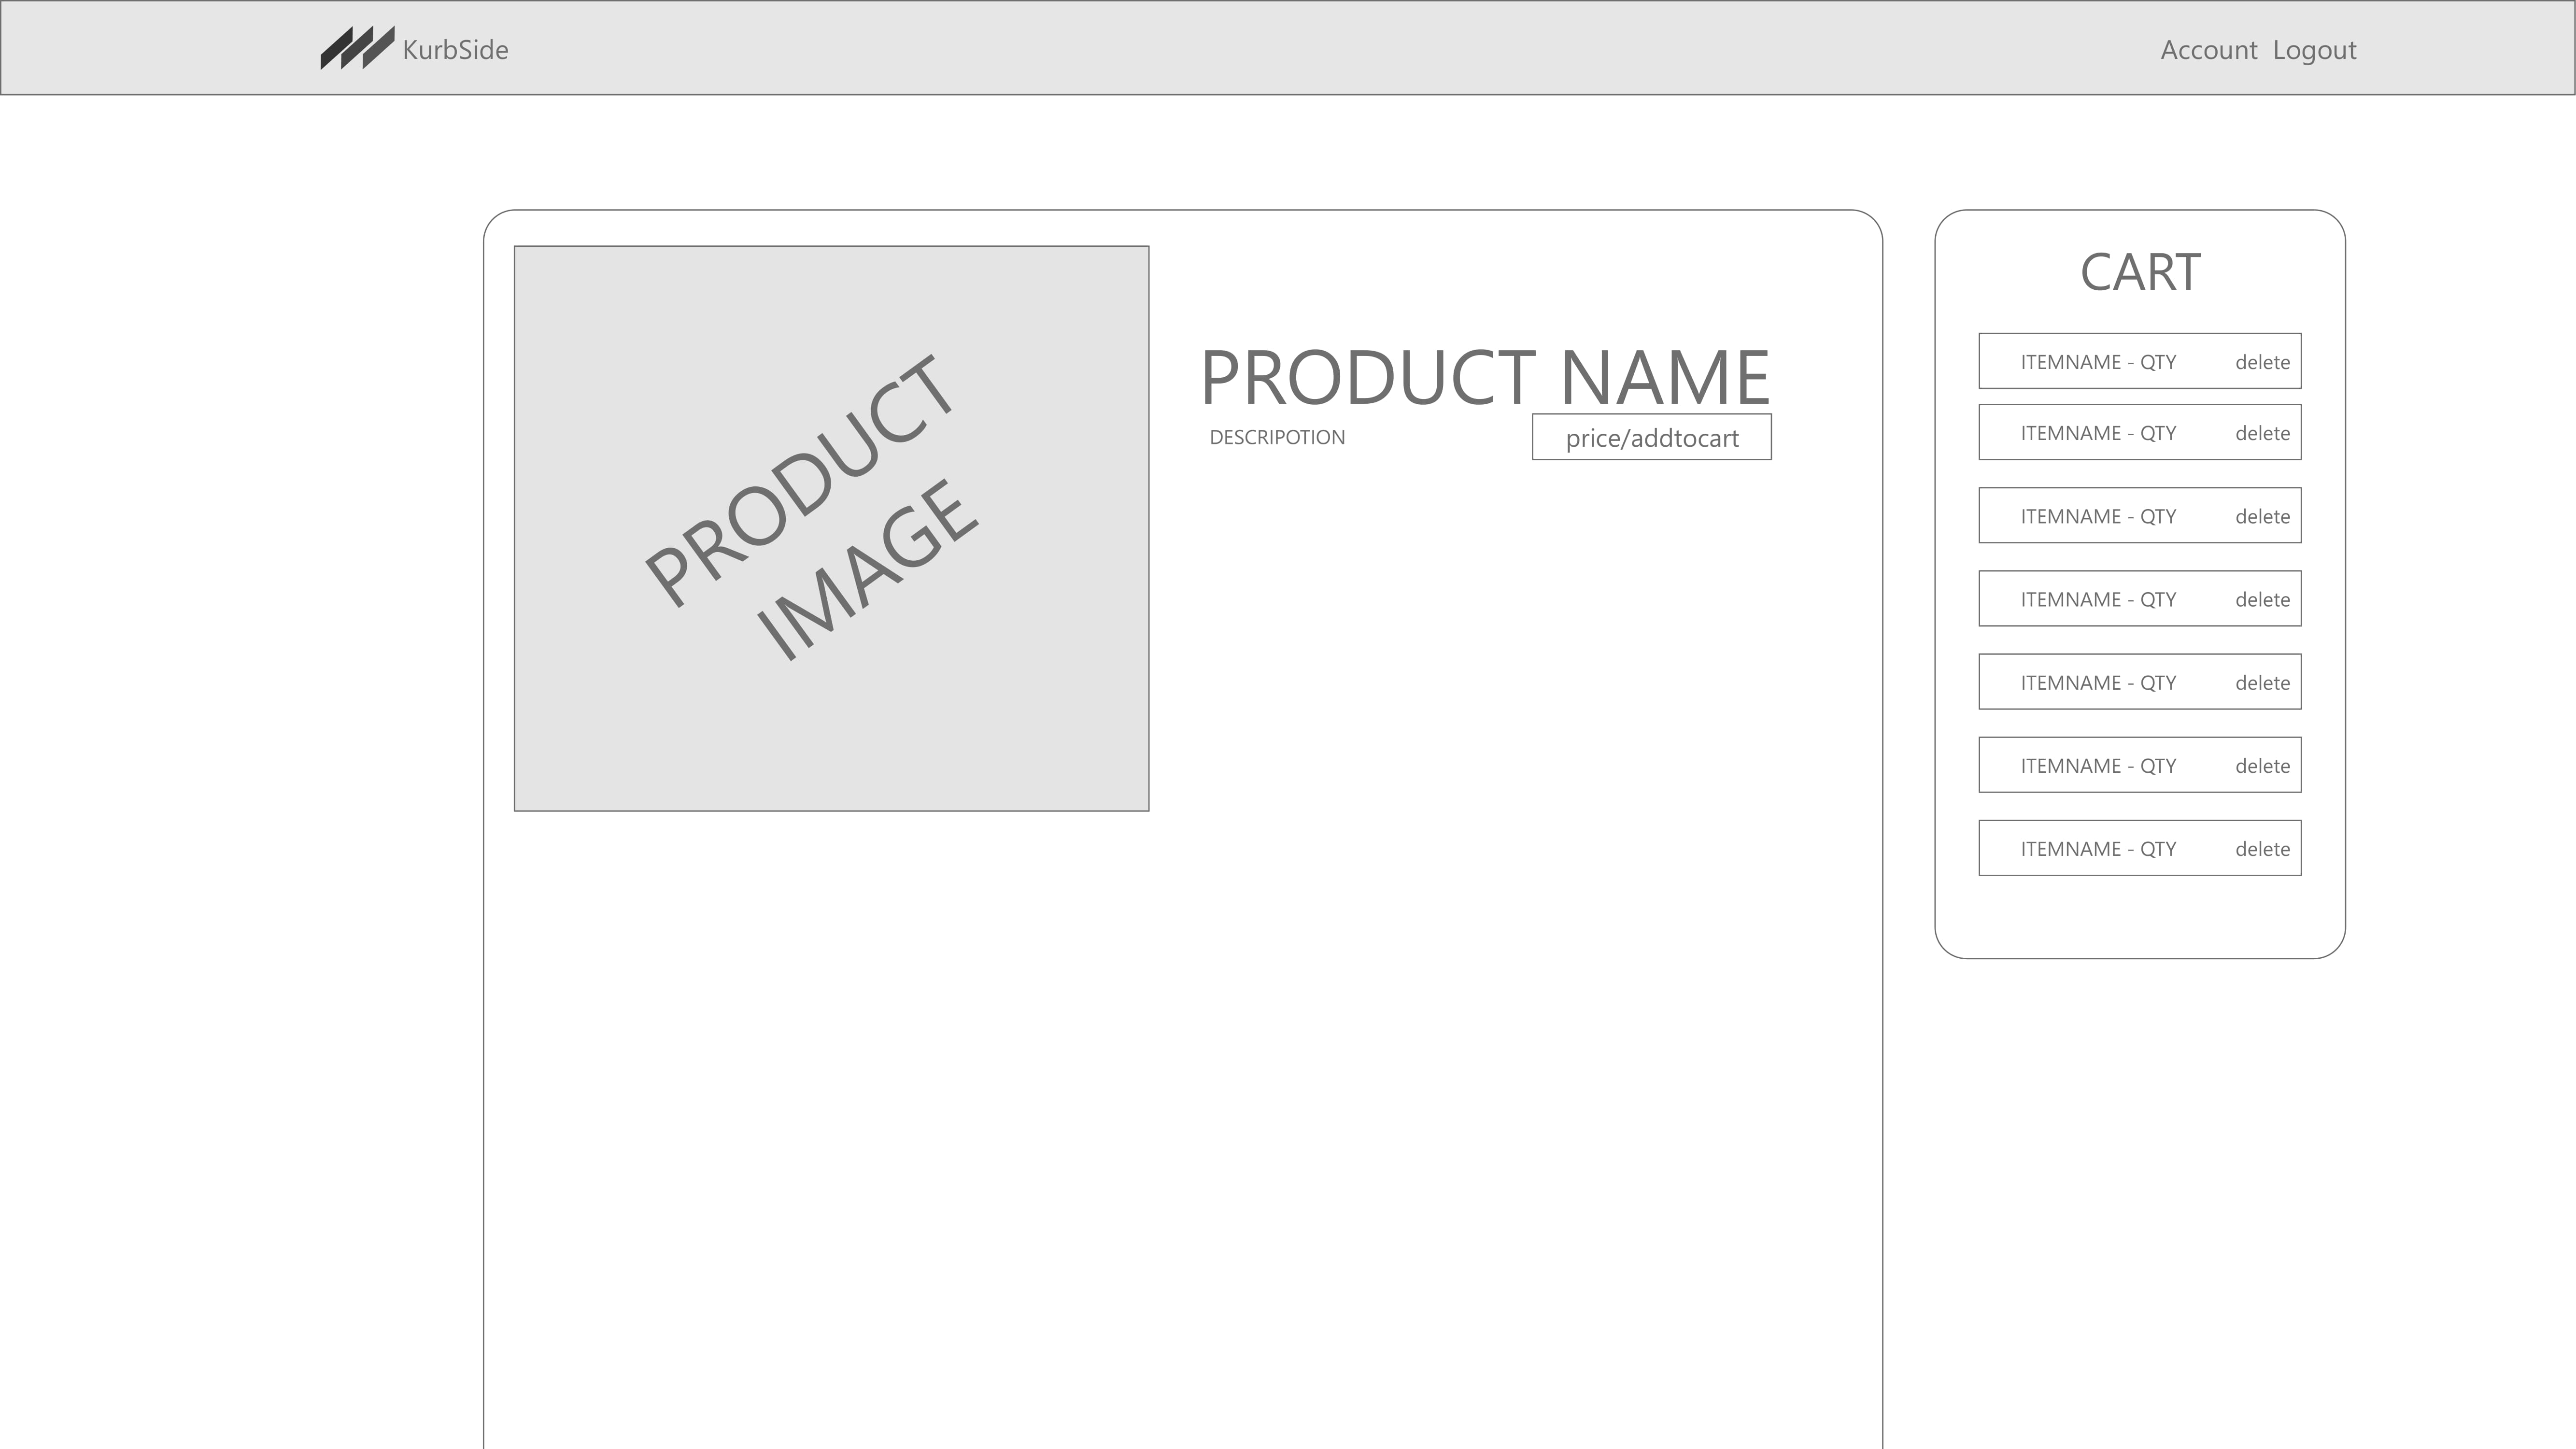 KurbSide
Account Logout
PRODUCT
IMAGE
PRODUCT NAME
DESCRIPOTION
price/addtocart
CART
ITEMNAME - QTY delete
ITEMNAME - QTY delete
ITEMNAME - QTY delete
ITEMNAME - QTY delete
ITEMNAME - QTY delete
ITEMNAME - QTY delete
ITEMNAME - QTY delete